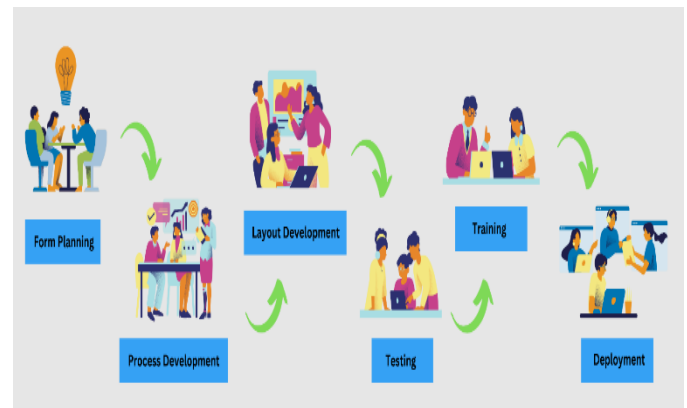 Form Planning
Process Development
Layout Development
Testing
Training
Deployment